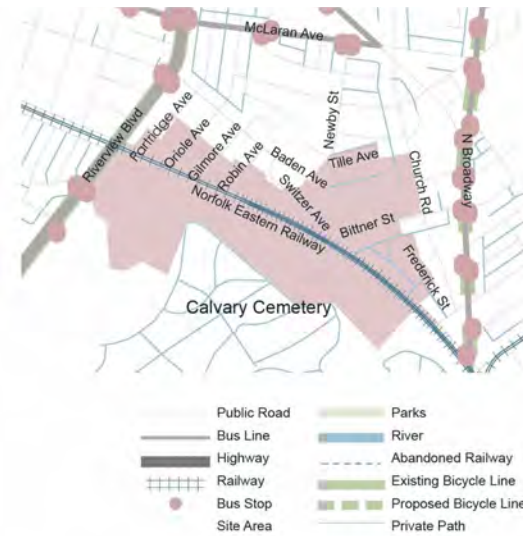 McLaran Ave
Riverview Blvd
Portridge Ave
Oriole Ave
Gilmore Ave
Robin Ave
Baden Ave
Switzer Ave
Newby St
Tille Ave
Church Rd
N Broadway
Norfolk Eastern Railway
Bittner St
Frederick St
Calvary Cemetery
Public Road
Bus Line
Highway
Railway
Bus Stop
Site Area
Parks
River
Abandoned Railway
Existing Bicycle Line
Proposed Bicycle Line
Private Path